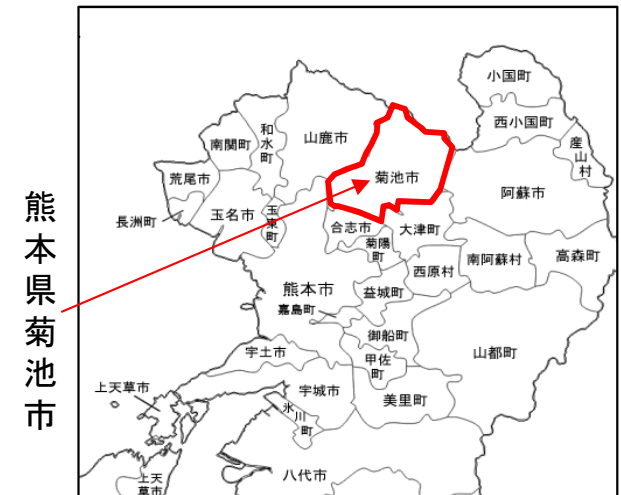 熊本県菊池市
小国町
西小国町
産山村
和水町
山鹿市
南関町
荒尾市
菊池市
阿蘇市
長洲町
玉名市
玉東町
合志市
大津町
菊陽町
西原村
南阿蘇村
高森町
熊本市
益城町
嘉島町
御船町
宇土市
甲佐町
山都町
上天草市
宇城市
美里町
氷川町
八代市
上天草市